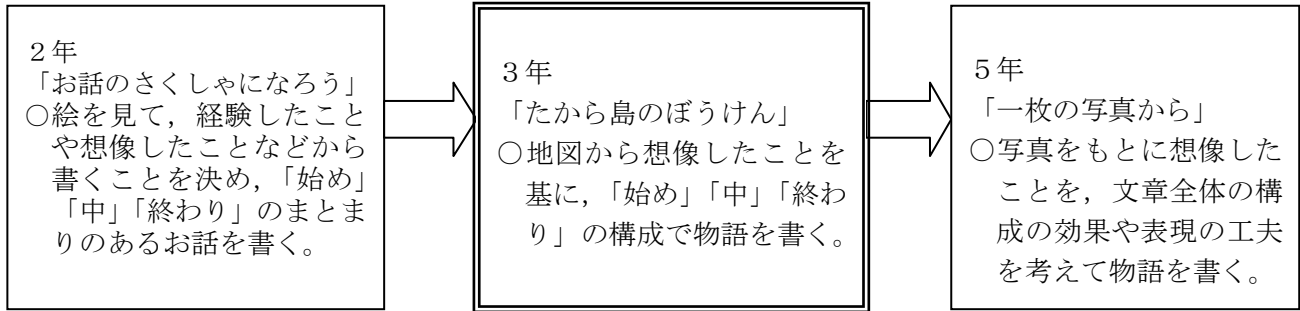 ２年
「お話のさくしゃになろう」
○絵を見て，経験したこと
や想像したことなどから
書くことを決め，「始め」
「中」「終わり」のまとま
りのあるお話を書く。
３年
「たから島のぼうけん」
○地図から想像したことを
基に，「始め」「中」「終わ
り」の構成で物語を書く。
５年
「一枚の写真から」
○写真をもとに想像した
ことを，文章全体の構
成の効果や表現の工夫
を考えて物語を書く。